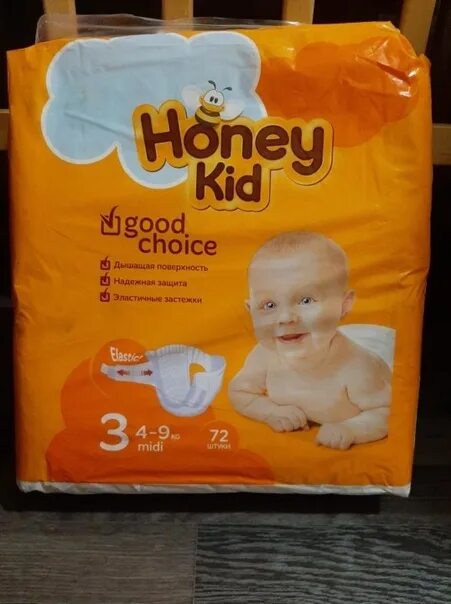 Honey
Kid
good
choice
Дышащая поверхность
Надежная защита
Эластичные застежки
Elastic
3 4-9 кг
midi
72
штуки